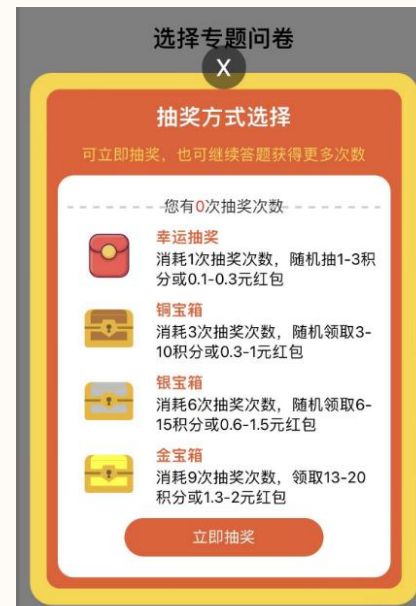 选择专题问卷
X
抽奖方式选择
可立即抽奖，也可继续答题获得更多次数
您有0次抽奖次数
幸运抽奖
消耗1次抽奖次数，随机抽1-3积
分或0.1-0.3元红包
铜宝箱
消耗3次抽奖次数，随机领取3-
10积分或0.3-1元红包
银宝箱
消耗6次抽奖次数，随机领取6-
15积分或0.6-1.5元红包
金宝箱
消耗9次抽奖次数，领取13-20
积分或1.3-2元红包
立即抽奖